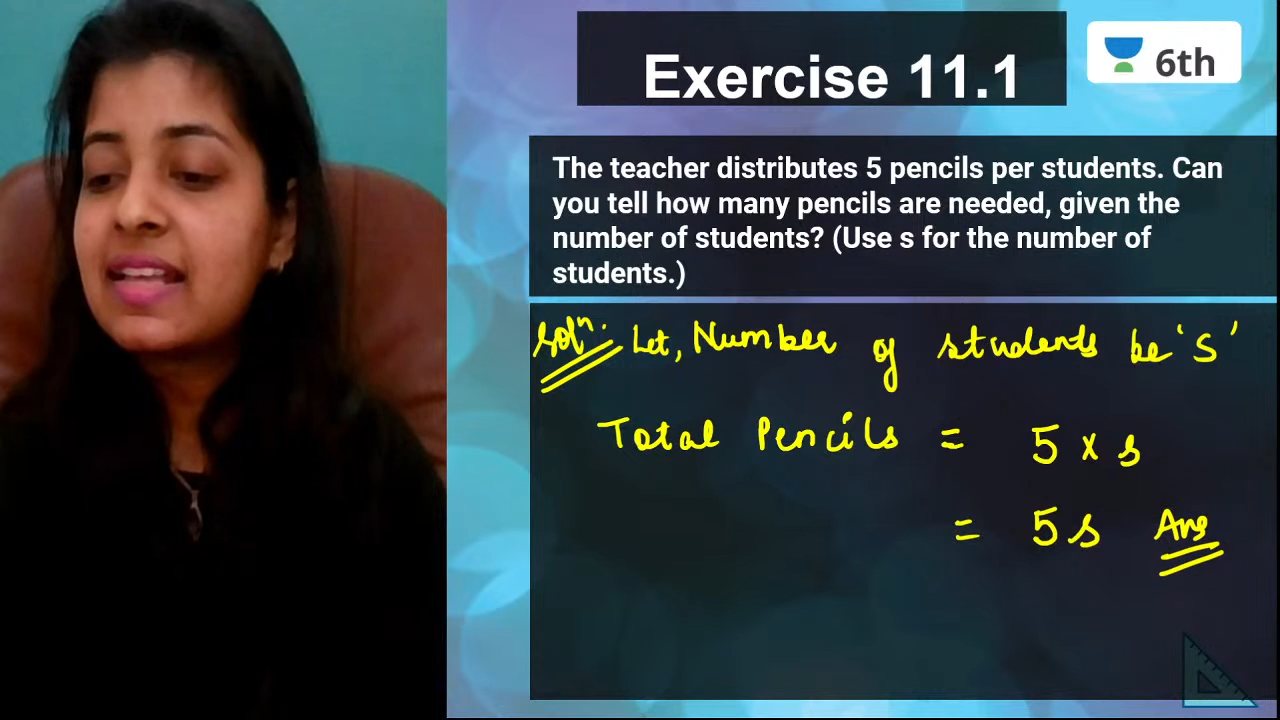 Exercise 11.1
6th
The teacher distributes 5 pencils per students. Can
you tell how many pencils are needed, given the
number of students? (Use s for the number of
students.)
Solⁿ. Let, Number of students be 's'
Total Pencils = 5 × s
= 5s Ans